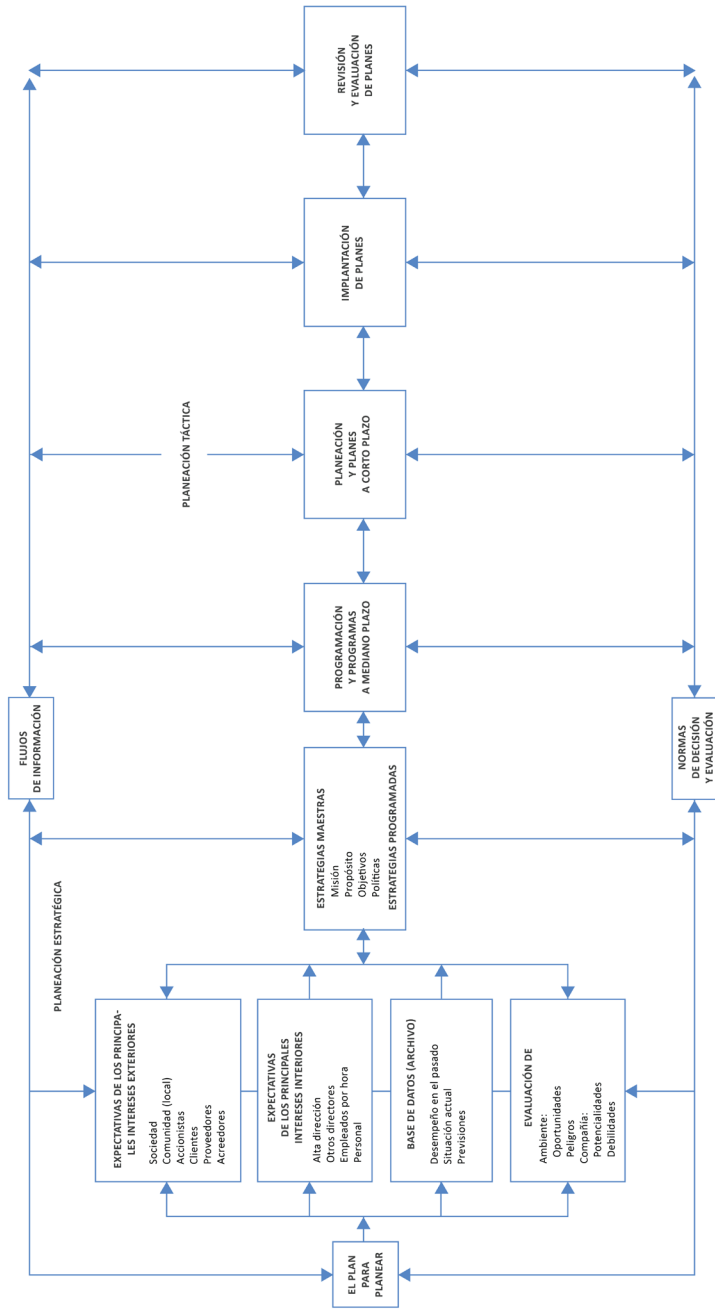 FLUJOS
DE INFORMACIÓN
PLANEACIÓN ESTRATÉGICA
PLANEACIÓN TÁCTICA
EL PLAN
PARA
PLANEAR
EXPECTATIVAS DE LOS PRINCIPA-
LES INTERESES EXTERIORES
Sociedad
Comunidad (local)
Accionistas
Clientes
Proveedores
Acreedores
EXPECTATIVAS
DE LOS PRINCIPALES
INTERESES INTERIORES
Alta dirección
Otros directores
Empleados por hora
Personal
BASE DE DATOS (ARCHIVO)
Desempeño en el pasado
Situación actual
Previsiones
EVALUACIÓN DE
Ambiente:
Oportunidades
Peligros
Compañia:
Potencialidades
Debilidades
ESTRATEGIAS MAESTRAS
Misión
Propósito
Objetivos
Políticas
ESTRATEGIAS PROGRAMADAS
PROGRAMACIÓN
Y PROGRAMAS
A MEDIANO PLAZO
PLANEACIÓN
Y PLANES
A CORTO PLAZO
IMPLANTACIÓN
DE PLANES
REVISIÓN
Y EVALUACIÓN
DE PLANES
NORMAS
DE DECISIÓN
Y EVALUACIÓN